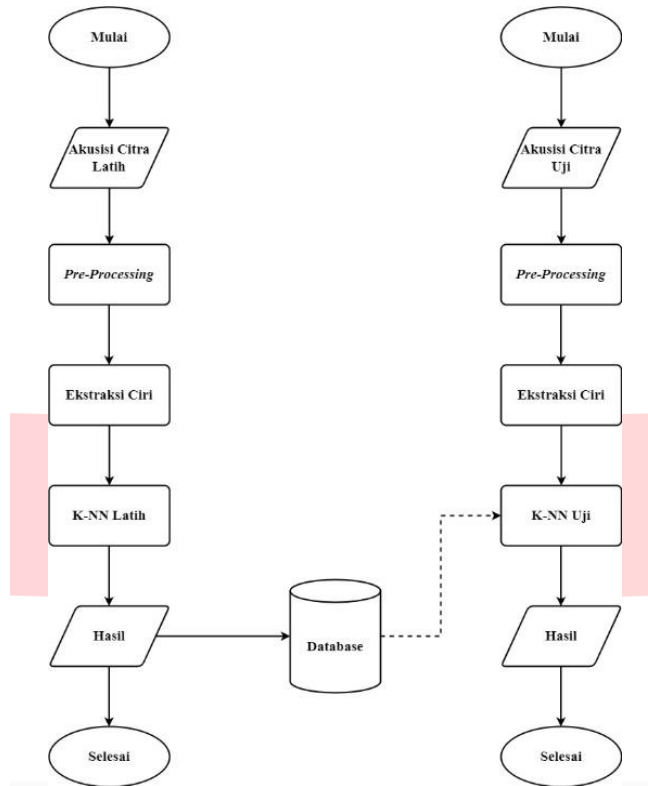 Mulai
Akusisi Citra
Latih
Pre-Processing
Ekstraksi Ciri
K-NN Latih
Hasil
Selesai
Database
Mulai
Akusisi Citra
Uji
Pre-Processing
Ekstraksi Ciri
K-NN Uji
Hasil
Selesai